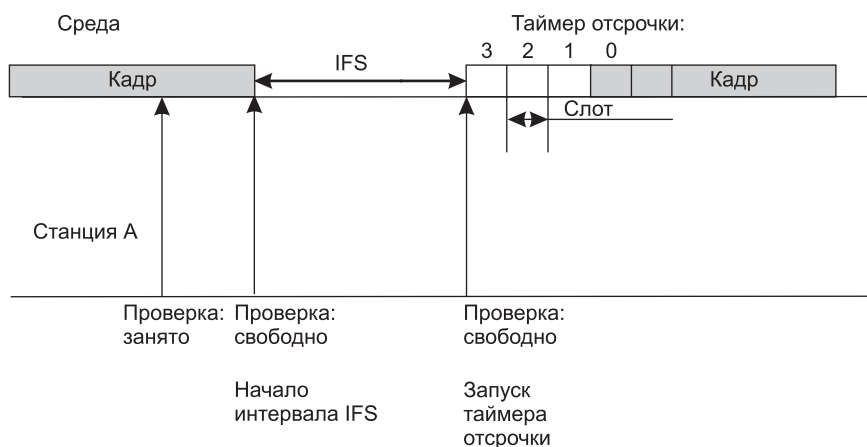 Среда
Таймер отсрочки:
3 2 1 0
Кадр
IFS
Кадр
Слот
Станция А
Проверка:
занято
Проверка:
свободно
Начало
интервала IFS
Проверка:
свободно
Запуск
таймера
отсрочки